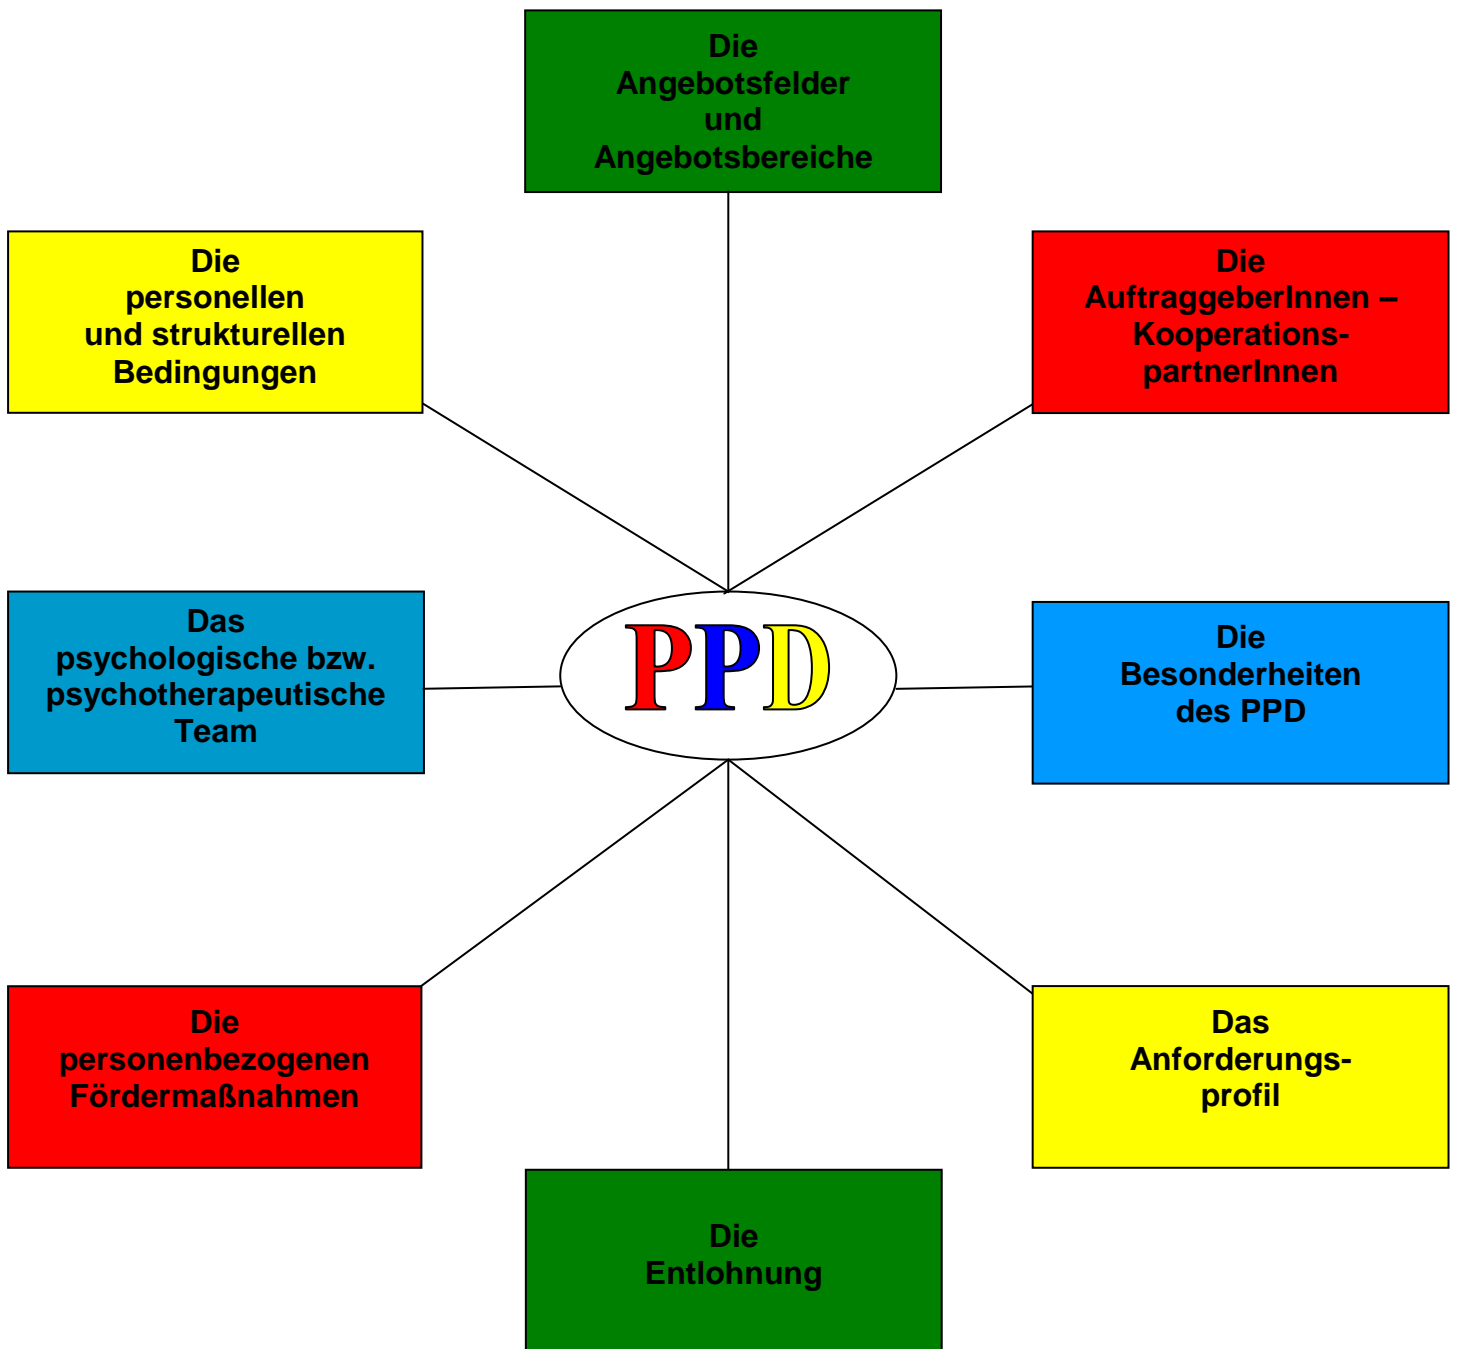 Die
Angebotsfelder
und
Angebotsbereiche
Die
personellen
und strukturellen
Bedingungen
Die
AuftraggeberInnen –
Kooperations-
partnerInnen
Das
psychologische bzw.
psychotherapeutische
Team
PPD
Die
Besonderheiten
des PPD
Die
personenbezogenen
Fördermaßnahmen
Das
Anforderungs-
profil
Die
Entlohnung